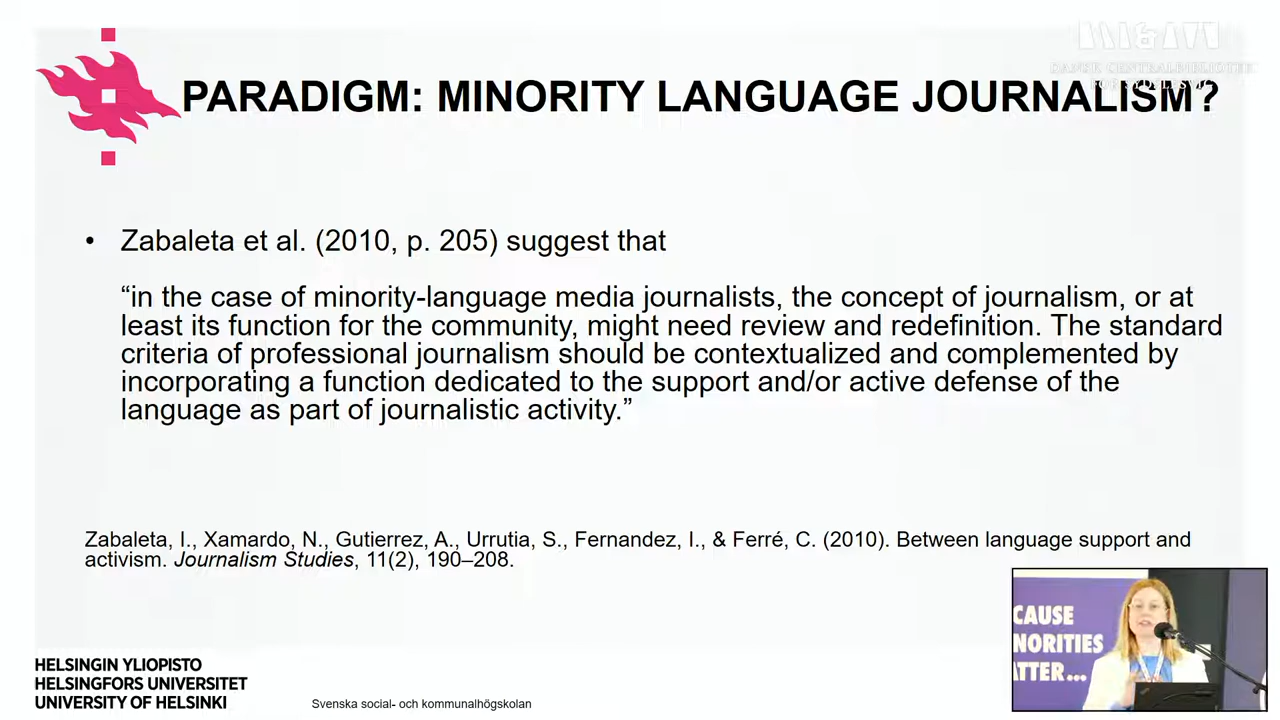 PARADIGM: MINORITY LANGUAGE JOURNALISM?
• Zabaleta et al. (2010, p. 205) suggest that
“in the case of minority-language media journalists, the concept of journalism, or at
least its function for the community, might need review and redefinition. The standard
criteria of professional journalism should be contextualized and complemented by
incorporating a function dedicated to the support and/or active defense of the
language as part of journalistic activity.”
Zabaleta, I., Xamardo, N., Gutierrez, A., Urrutia, S., Fernandez, I., & Ferré, C. (2010). Between language support and
activism. Journalism Studies, 11(2), 190–208.
CAUSE
NORITIES
ATTER...
HELSINGIN YLIOPISTO
HELSINGFORS UNIVERSITET
UNIVERSITY OF HELSINKI
Svenska social- och kommunalhögskolan